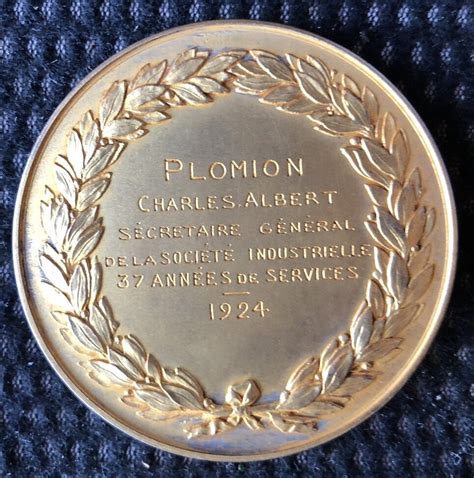 PLOMION
CHARLES.ALBERT
SÉCRETAIRE GÉNÉRAL
DE LA SOCIÉTÉ INDUSTRIELLE
37 ANNÉES DE SERVICES
1924